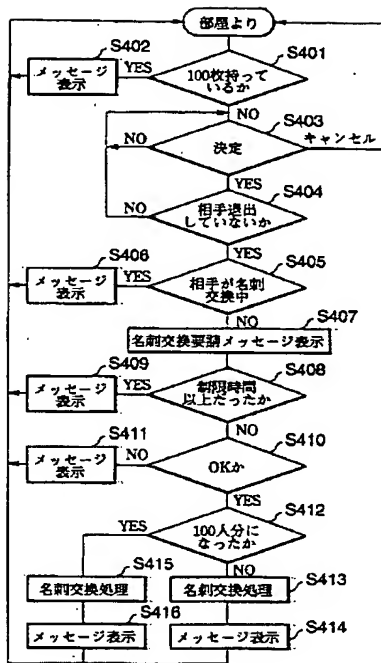 部屋より
S402
S401
メッセージ
表示
YES
100枚持って
いるか
NO
S403
NO
決定
キャンセル
YES
S404
NO
相手退出
していないか
S406
YES
S405
メッセージ
表示
YES
相手が名刺
交換中
NO
S407
名刺交換要請メッセージ表示
S409
S408
メッセージ
表示
YES
制限時間
以上だったか
S411
NO
S410
メッセージ
表示
NO
OKか
YES
S412
YES
100人分に
なったか
S415
NO
S413
名刺交換処理
名刺交換処理
S416
S414
メッセージ表示
メッセージ表示